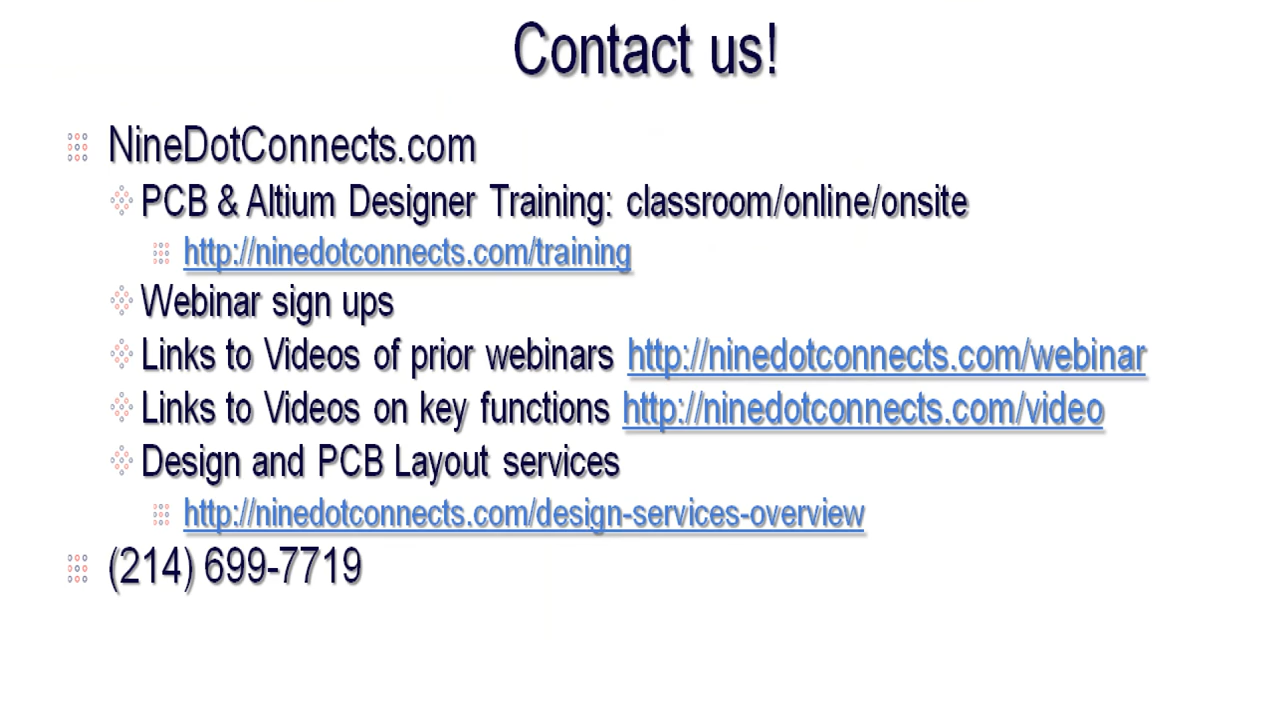 Contact us!
NineDotConnects.com
PCB & Altium Designer Training: classroom/online/onsite
http://ninedotconnects.com/training
Webinar sign ups
Links to Videos of prior webinars http://ninedotconnects.com/webinar
Links to Videos on key functions http://ninedotconnects.com/video
Design and PCB Layout services
http://ninedotconnects.com/design-services-overview
(214) 699-7719